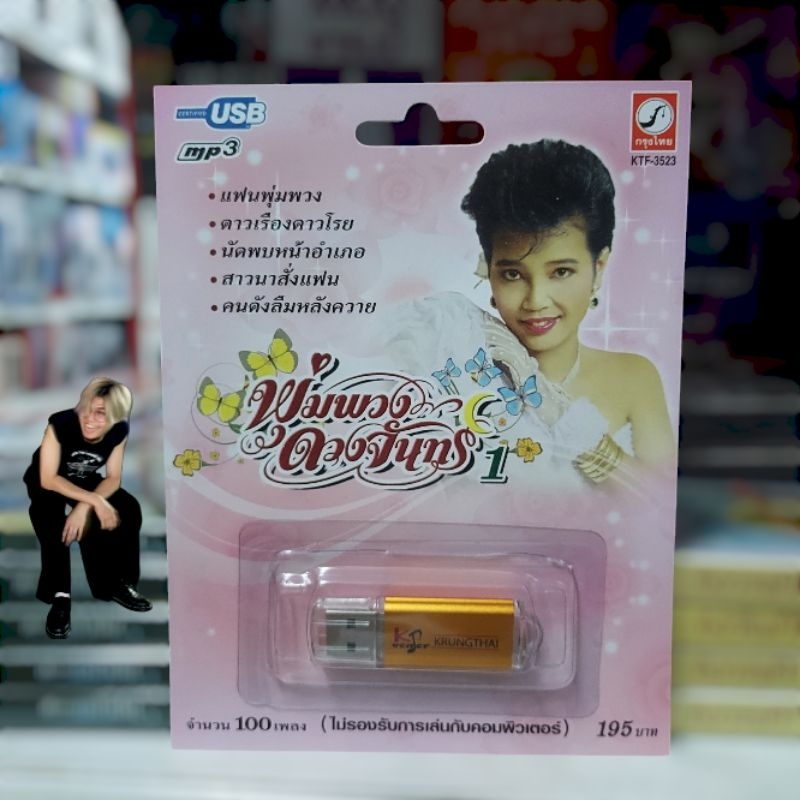 CERTIFIED USB
mp3
กรุงไทย
KTF-3523
• แฟนพุ่มพวง
• ดาวเรืองดาวโรย
• นัดพบหน้าอำเภอ
• สาวนาสั่งแฟน
• คนดังลืมหลังควาย
พุ่มพวง
ดวงจันทร์ 1
KRUNGTHAI
จำนวน 100 เพลง (ไม่รองรับการเล่นกับคอมพิวเตอร์) 195 บาท